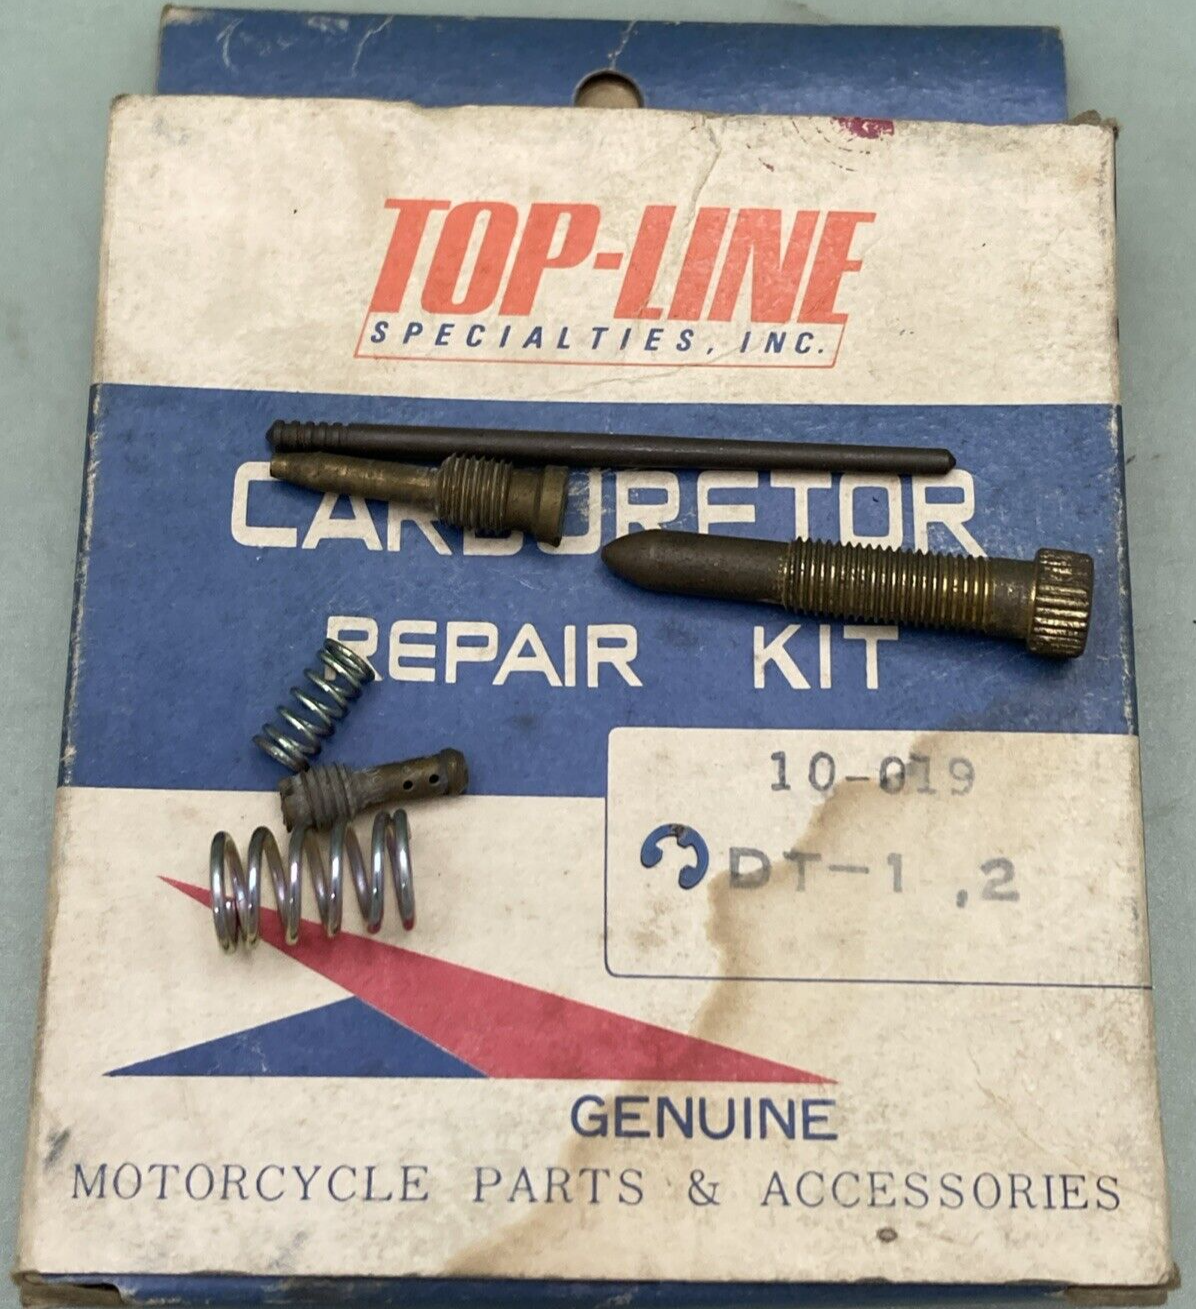 TOP-LINE
SPECIALTIES, INC.
CARBURETOR
REPAIR KIT
10-019
DT-1 ,2
GENUINE
MOTORCYCLE PARTS & ACCESSORIES